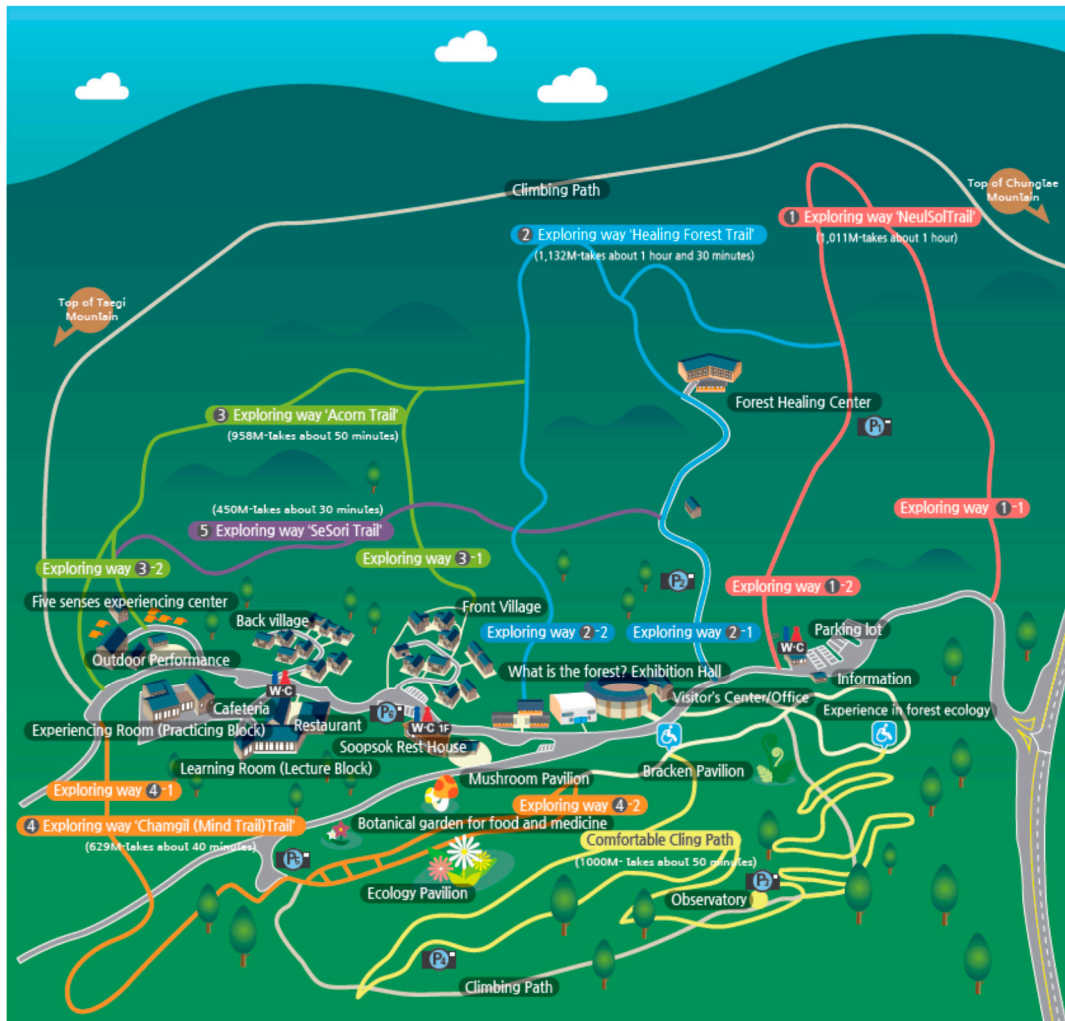 Climbing Path
Top of Chungtae
Mountain
1 Exploring way 'NeulSolTrail'
(1,011M-takes about 1 hour)
2 Exploring way 'Healing Forest Trail'
(1,132M-takes about 1 hour and 30 minutes)
Top of Taegi
Mountain
Forest Healing Center
3 Exploring way 'Acorn Trail'
(958M-takes about 50 minutes)
P1
(450M-takes about 30 minutes)
5 Exploring way 'SeSori Trail'
Exploring way 1-1
Exploring way 3-2
Exploring way 3-1
P2
Exploring way 1-2
Five senses experiencing center
Back village
Front Village
Exploring way 2-2
Exploring way 2-1
Parking lot
W·C
Outdoor Performance
What is the forest? Exhibition Hall
Information
W·C
Cafeteria
Visitor's Center/Office
Experience in forest ecology
Experiencing Room (Practicing Block)
Restaurant
P6
W·C 1F
Soopsok Rest House
Learning Room (Lecture Block)
Mushroom Pavilion
Bracken Pavilion
Exploring way 4-1
Exploring way 4-2
4 Exploring way 'Chamgil (Mind Trail)Trail'
(629M-takes about 40 minutes)
Botanical garden for food and medicine
Comfortable Cling Path
(1000M- takes about 50 minutes)
P5
Ecology Pavilion
P3
Observatory
P4
Climbing Path